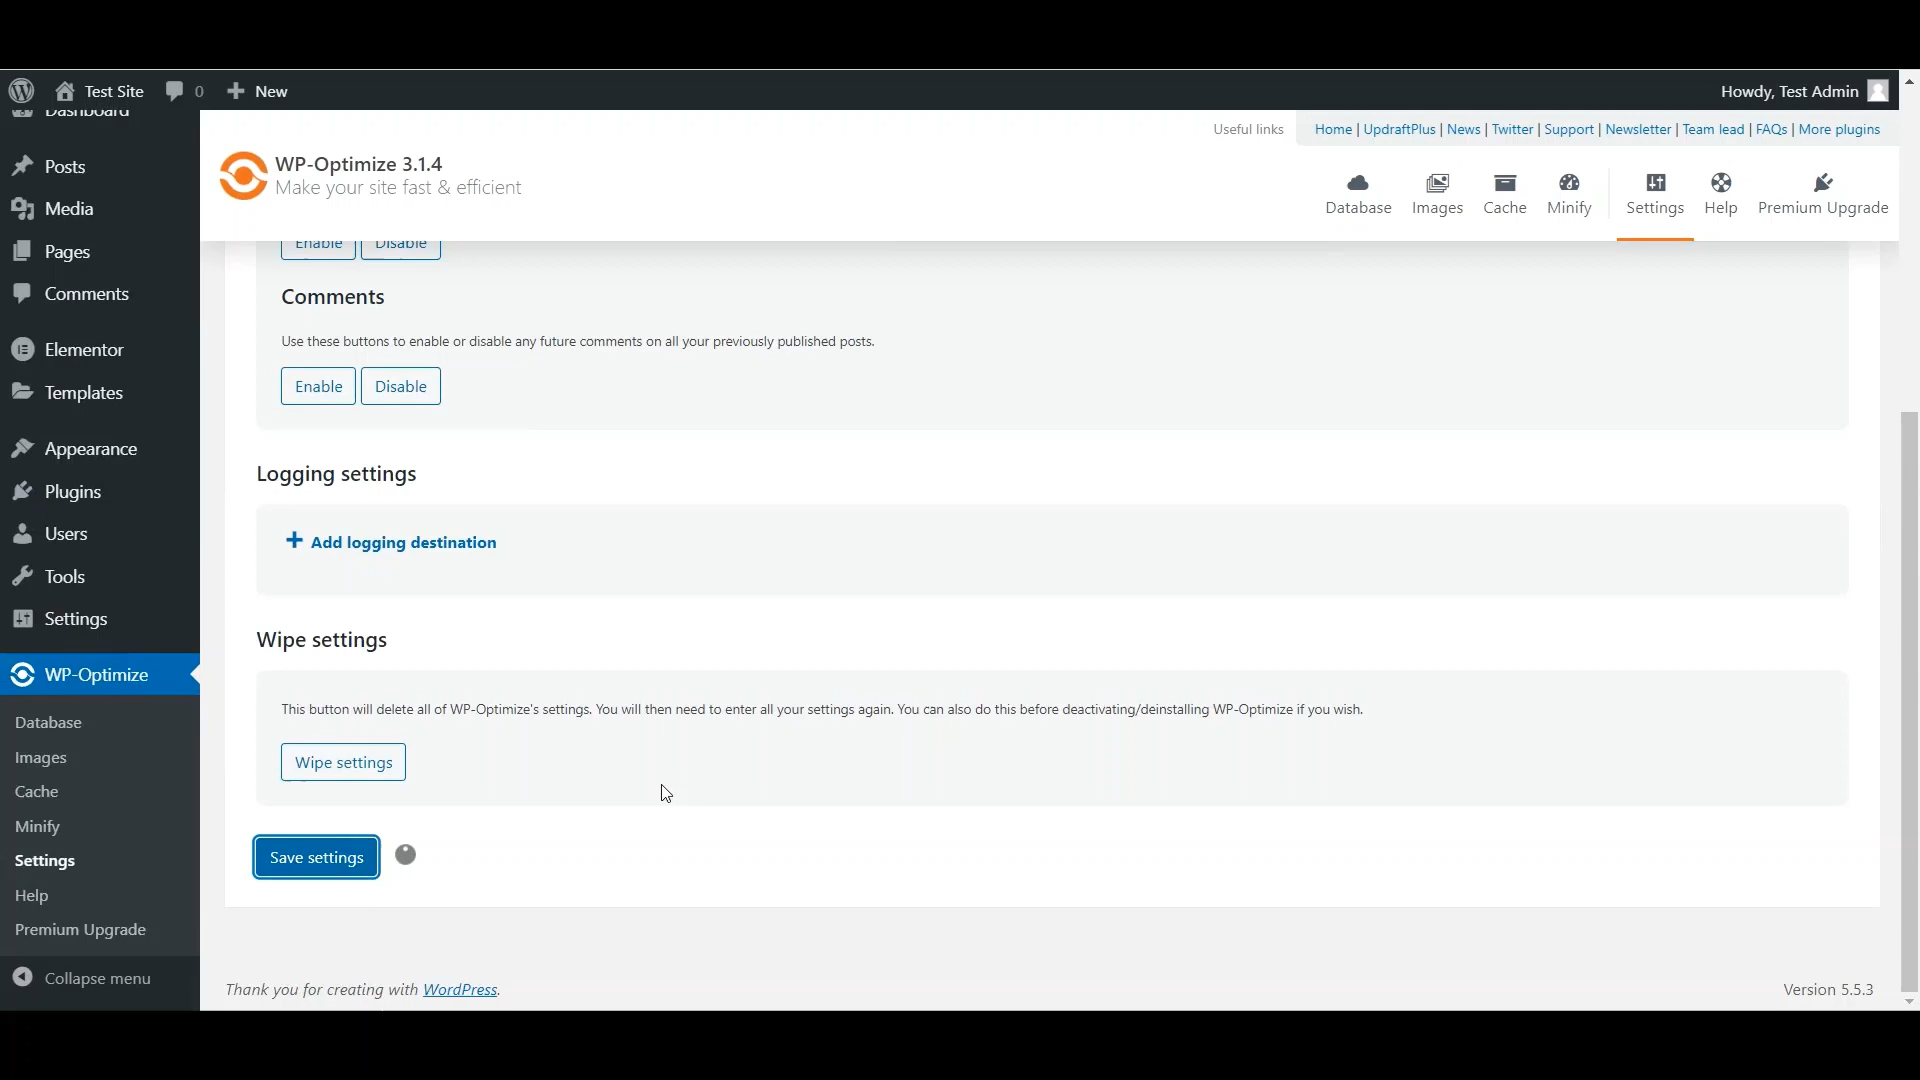 Test Site
0
New
Howdy, Test Admin
Dashboard
Posts
Media
Pages
Comments
Elementor
Templates
Appearance
Plugins
Users
Tools
Settings
WP-Optimize
Database
Images
Cache
Minify
Settings
Help
Premium Upgrade
Collapse menu
Useful links
Home | UpdraftPlus | News | Twitter | Support | Newsletter | Team lead | FAQs | More plugins
WP-Optimize 3.1.4
Make your site fast & efficient
Database
Images
Cache
Minify
Settings
Help
Premium Upgrade
Enable
Disable
Comments
Use these buttons to enable or disable any future comments on all your previously published posts.
Enable
Disable
Logging settings
+ Add logging destination
Wipe settings
This button will delete all of WP-Optimize's settings. You will then need to enter all your settings again. You can also do this before deactivating/deinstalling WP-Optimize if you wish.
Wipe settings
Save settings
Thank you for creating with WordPress.
Version 5.5.3